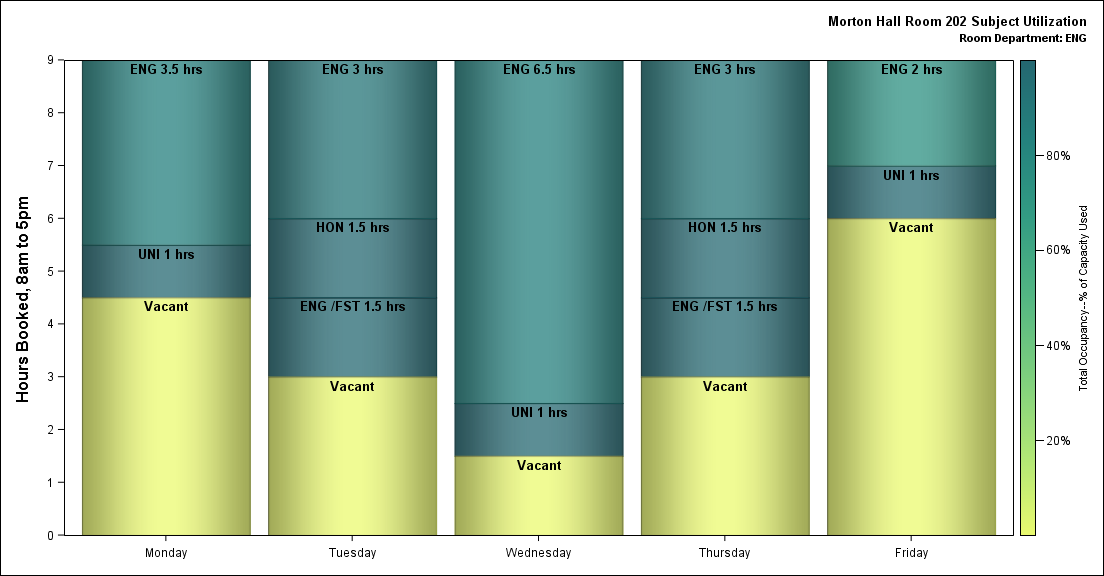 Morton Hall Room 202 Subject Utilization
Room Department: ENG
Hours Booked, 8am to 5pm
9
8
7
6
5
4
3
2
1
0
ENG 3.5 hrs
UNI 1 hrs
Vacant
ENG 3 hrs
HON 1.5 hrs
ENG /FST 1.5 hrs
Vacant
ENG 6.5 hrs
UNI 1 hrs
Vacant
ENG 3 hrs
HON 1.5 hrs
ENG /FST 1.5 hrs
Vacant
ENG 2 hrs
UNI 1 hrs
Vacant
Monday
Tuesday
Wednesday
Thursday
Friday
80%
60%
40%
20%
Total Occupancy--% of Capacity Used